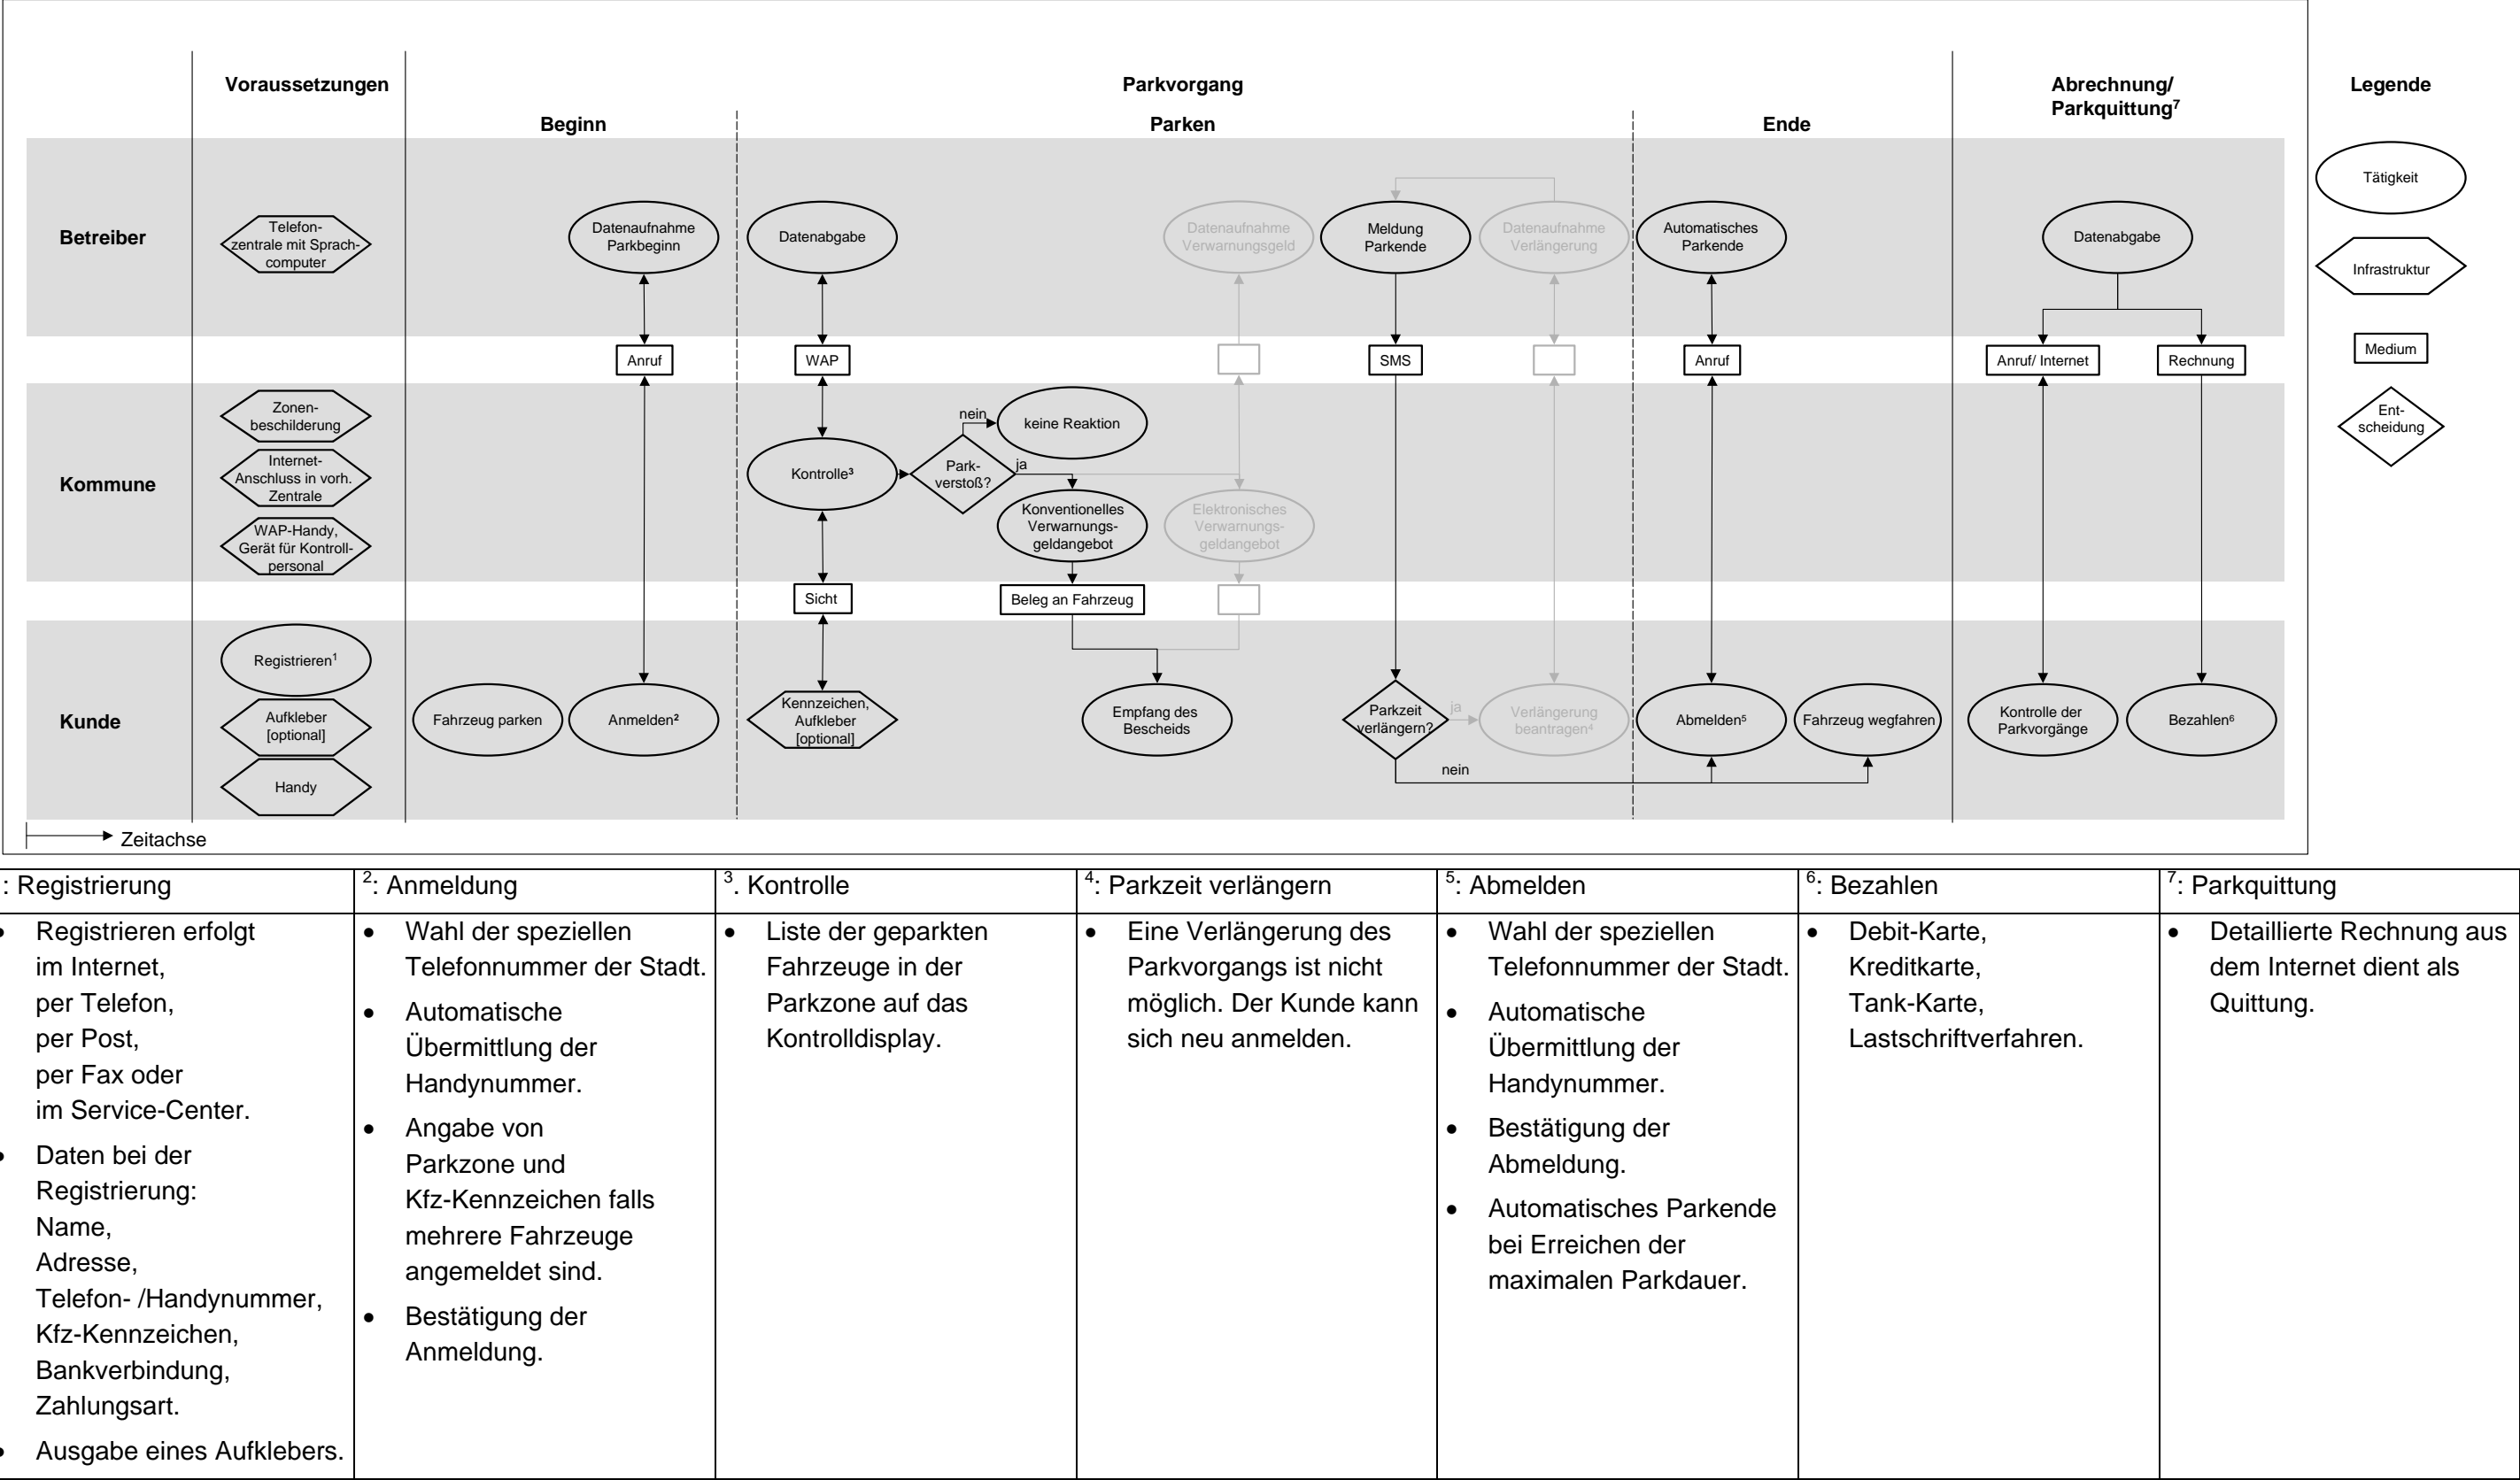 Voraussetzungen
Parkvorgang
Abrechnung/
Parkquittung⁷
Legende
Beginn
Parken
Ende
Betreiber
Telefon-
zentrale mit Sprach-
computer
Datenaufnahme
Parkbeginn
Datenabgabe
Datenaufnahme
Verwarnungsgeld
Meldung
Parkende
Datenaufnahme
Verlängerung
Automatisches
Parkende
Datenabgabe
Tätigkeit
Infrastruktur
Medium
Ent-
scheidung
Anruf
WAP
SMS
Anruf
Anruf/ Internet
Rechnung
Kommune
Zonen-
beschilderung
Internet-
Anschluss in vorh.
Zentrale
WAP-Handy,
Gerät für Kontroll-
personal
Kontrolle³
Park-
verstoß?
nein
keine Reaktion
ja
Konventionelles
Verwarnungs-
geldangebot
Elektronisches
Verwarnungs-
geldangebot
Sicht
Beleg an Fahrzeug
Kunde
Registrieren¹
Aufkleber
[optional]
Handy
Fahrzeug parken
Anmelden²
Kennzeichen,
Aufkleber
[optional]
Empfang des
Bescheids
Parkzeit
verlängern?
ja
Verlängerung
beantragen⁴
nein
Abmelden⁵
Fahrzeug wegfahren
Kontrolle der
Parkvorgänge
Bezahlen⁶
Zeitachse
: Registrierung
• Registrieren erfolgt
im Internet,
per Telefon,
per Post,
per Fax oder
im Service-Center.
• Daten bei der
Registrierung:
Name,
Adresse,
Telefon- /Handynummer,
Kfz-Kennzeichen,
Bankverbindung,
Zahlungsart.
• Ausgabe eines Aufklebers.
²: Anmeldung
• Wahl der speziellen
Telefonnummer der Stadt.
• Automatische
Übermittlung der
Handynummer.
• Angabe von
Parkzone und
Kfz-Kennzeichen falls
mehrere Fahrzeuge
angemeldet sind.
• Bestätigung der
Anmeldung.
³. Kontrolle
• Liste der geparkten
Fahrzeuge in der
Parkzone auf das
Kontrolldisplay.
⁴: Parkzeit verlängern
• Eine Verlängerung des
Parkvorgangs ist nicht
möglich. Der Kunde kann
sich neu anmelden.
⁵: Abmelden
• Wahl der speziellen
Telefonnummer der Stadt.
• Automatische
Übermittlung der
Handynummer.
• Bestätigung der
Abmeldung.
• Automatisches Parkende
bei Erreichen der
maximalen Parkdauer.
⁶: Bezahlen
• Debit-Karte,
Kreditkarte,
Tank-Karte,
Lastschriftverfahren.
⁷: Parkquittung
• Detaillierte Rechnung aus
dem Internet dient als
Quittung.